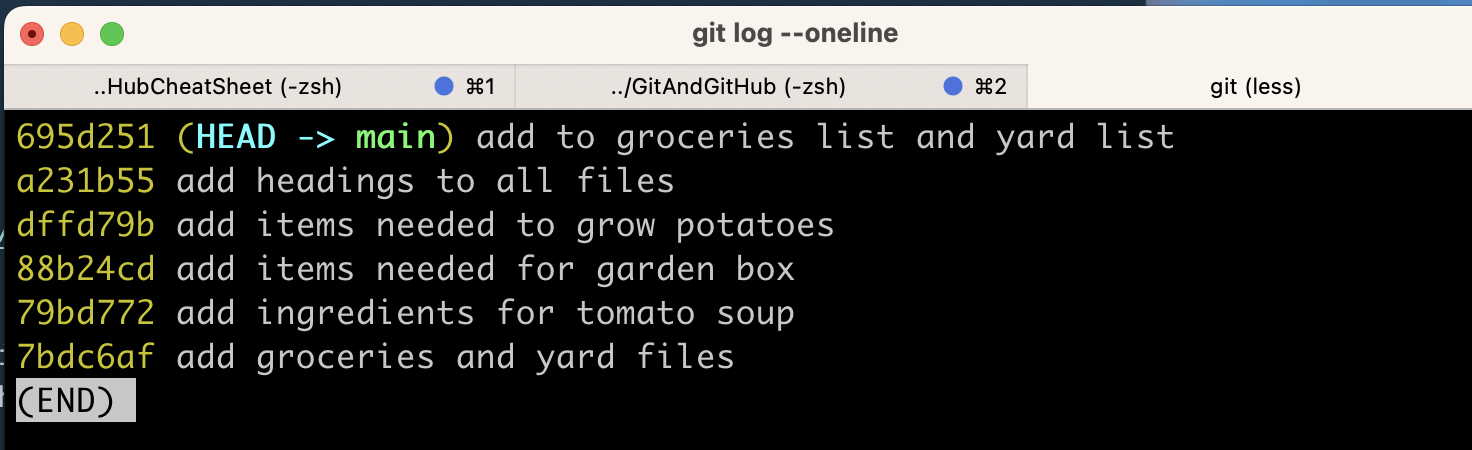 git log --oneline
..HubCheatSheet (-zsh) ⌘1 ../GitAndGitHub (-zsh) ⌘2 git (less)
695d251 (HEAD -> main) add to groceries list and yard list
a231b55 add headings to all files
dffd79b add items needed to grow potatoes
88b24cd add items needed for garden box
79bd772 add ingredients for tomato soup
7bdc6af add groceries and yard files
(END)